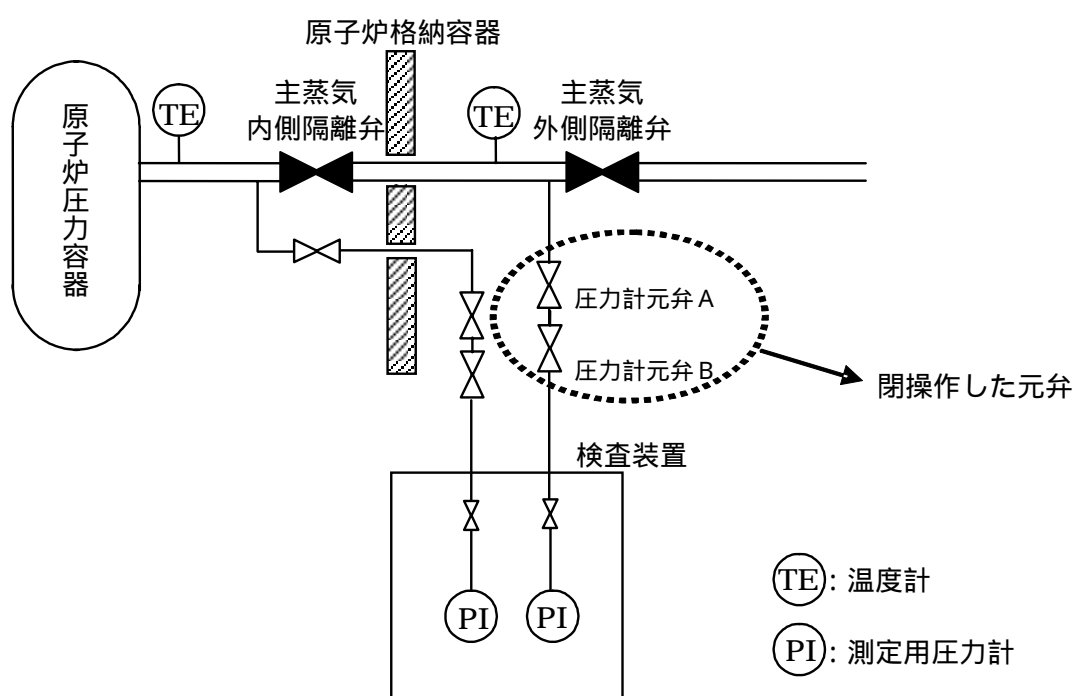 原子炉格納容器
主蒸気
内側隔離弁
主蒸気
外側隔離弁
TE
TE
原子炉圧力容器
圧力計元弁A
圧力計元弁B
閉操作した元弁
検査装置
PI
PI
TE：温度計
PI：測定用圧力計